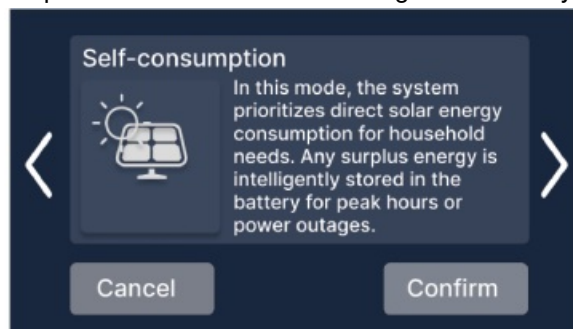 Self-consumption
In this mode, the system
prioritizes direct solar energy
consumption for household
needs. Any surplus energy is
intelligently stored in the
battery for peak hours or
power outages.
Cancel
Confirm